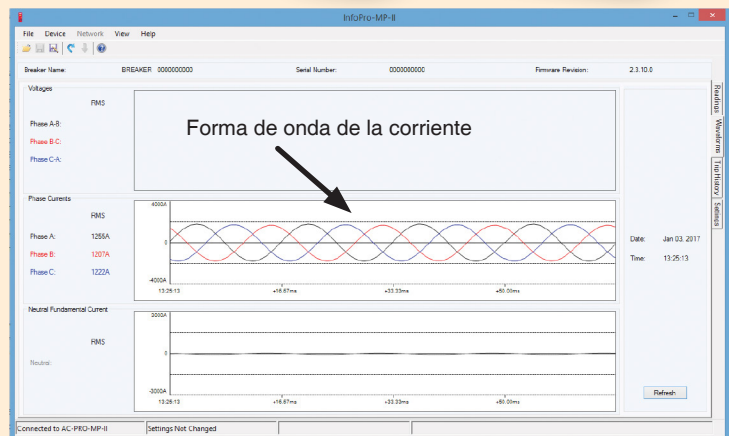 InfoPro-MP-II
File Device Network View Help
Breaker Name: BREAKER 0000000000 Serial Number: 0000000000 Firmware Revision: 2.3.10.0
Voltages
RMS
Phase A-B:
Phase B-C:
Phase C-A:
Forma de onda de la corriente
Phase Currents
RMS
Phase A: 1255A
Phase B: 1207A
Phase C: 1222A
4000A
0
-4000A
13:25:13 +16.67ms +33.33ms +50.00ms
Neutral Fundamental Current
RMS
Neutral:
3000A
0
-3000A
13:25:13 +16.67ms +33.33ms +50.00ms
Date: Jan 03, 2017
Time: 13:25:13
Refresh
Readings
Waveforms
Trip History
Settings
Connected to AC-PRO-MP-II Settings Not Changed